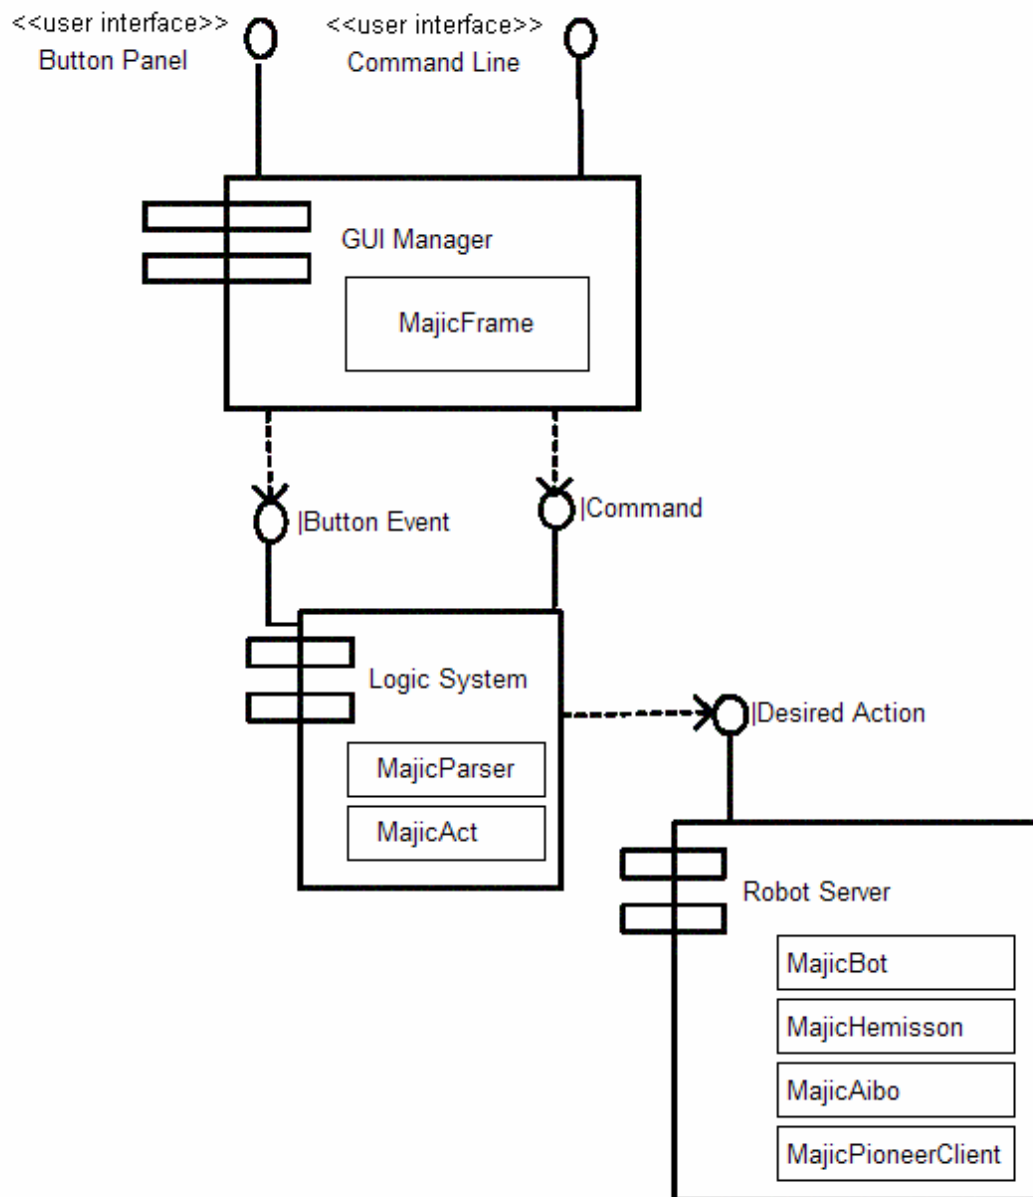 <<user interface>>
Button Panel
<<user interface>>
Command Line
GUI Manager
MajicFrame
|Button Event
|Command
Logic System
MajicParser
MajicAct
|Desired Action
Robot Server
MajicBot
MajicHemisson
MajicAibo
MajicPioneerClient